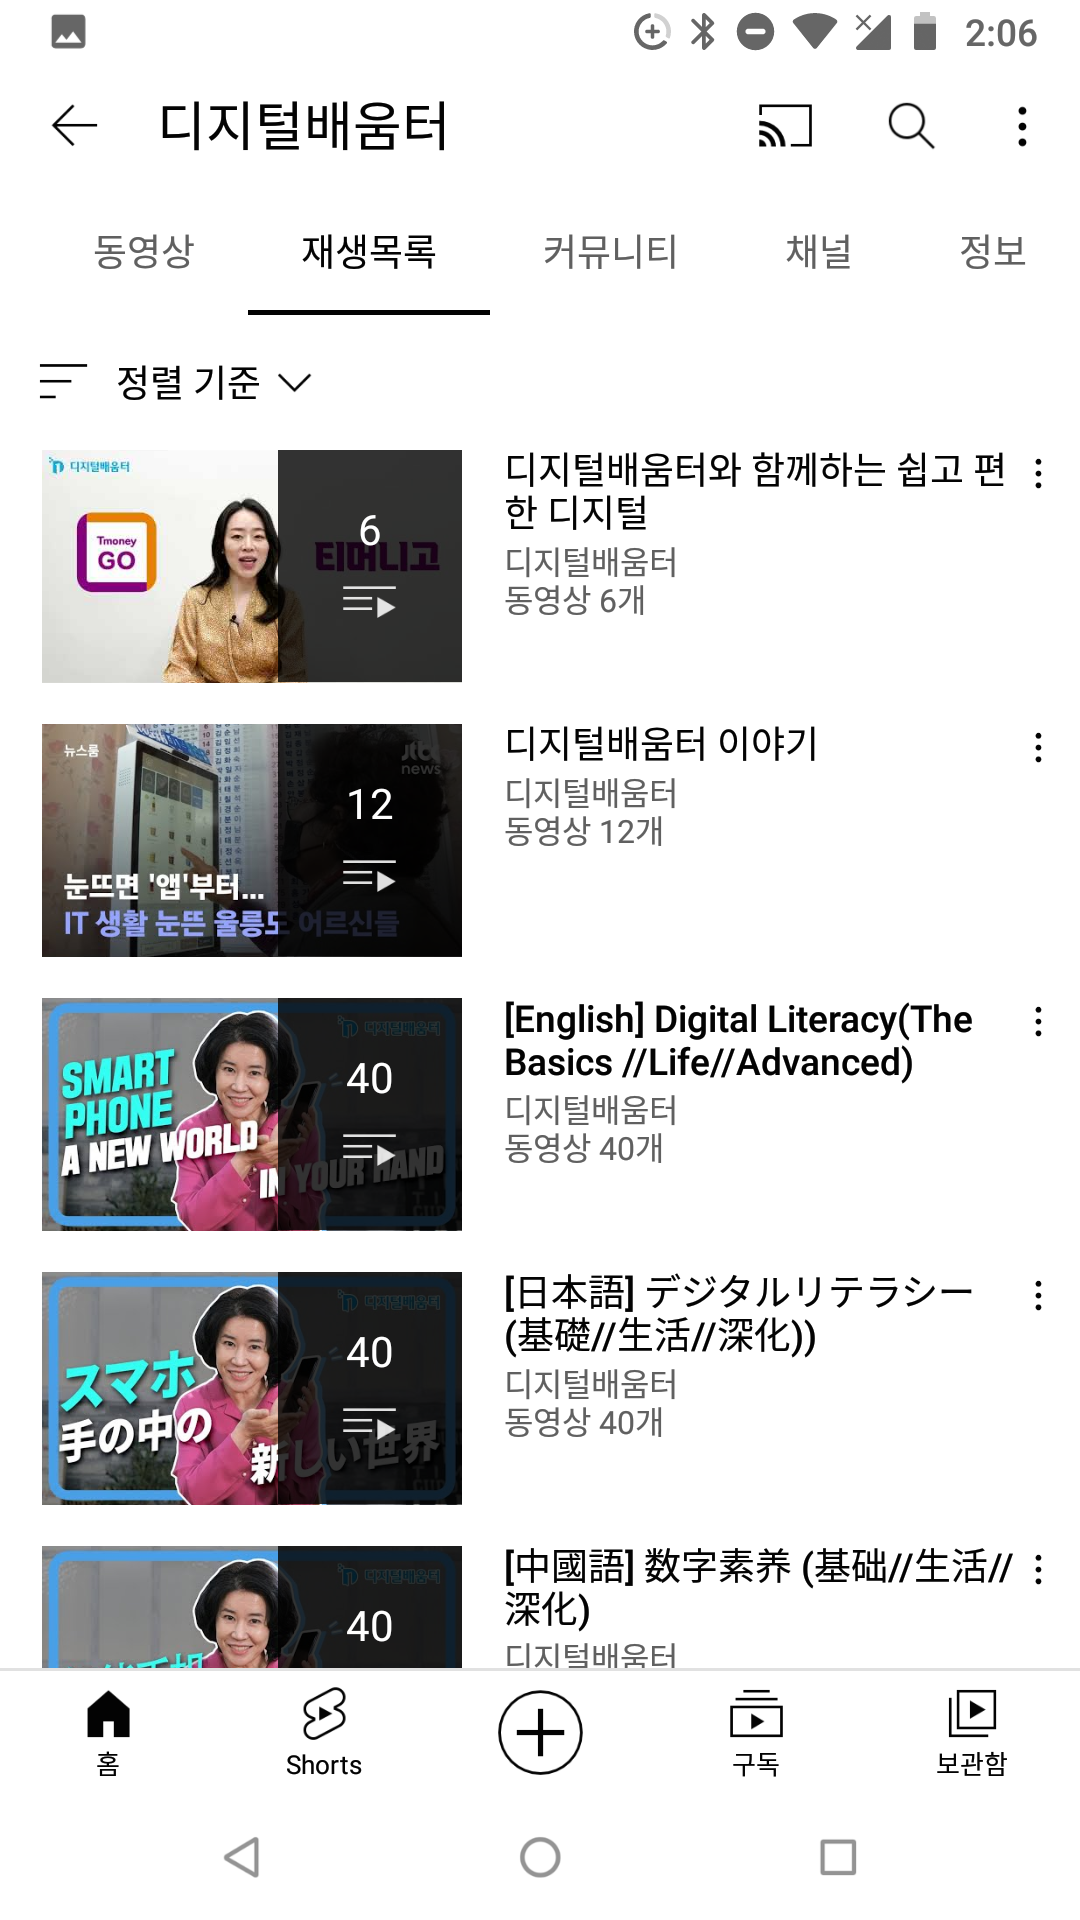 2:06
디지털배움터
동영상 재생목록 커뮤니티 채널 정보
정렬 기준
디지털배움터
Tmoney
GO
티머니고
6
디지털배움터와 함께하는 쉽고 편
한 디지털
디지털배움터
동영상 6개
뉴스룸
jtbc
news
12
눈뜨면 '앱'부터...
IT 생활 눈뜬 울릉도 어르신들
디지털배움터 이야기
디지털배움터
동영상 12개
디지털배움터
SMART
PHONE
A NEW WORLD
IN YOUR HAND
40
[English] Digital Literacy(The
Basics //Life//Advanced)
디지털배움터
동영상 40개
디지털배움터
スマホ
手の中の
新しい世界
40
[日本語] デジタルリテラシー
(基礎//生活//深化))
디지털배움터
동영상 40개
디지털배움터
40
[中國語] 数字素养 (基础//生活//
深化)
디지털배움터
홈
Shorts
구독
보관함